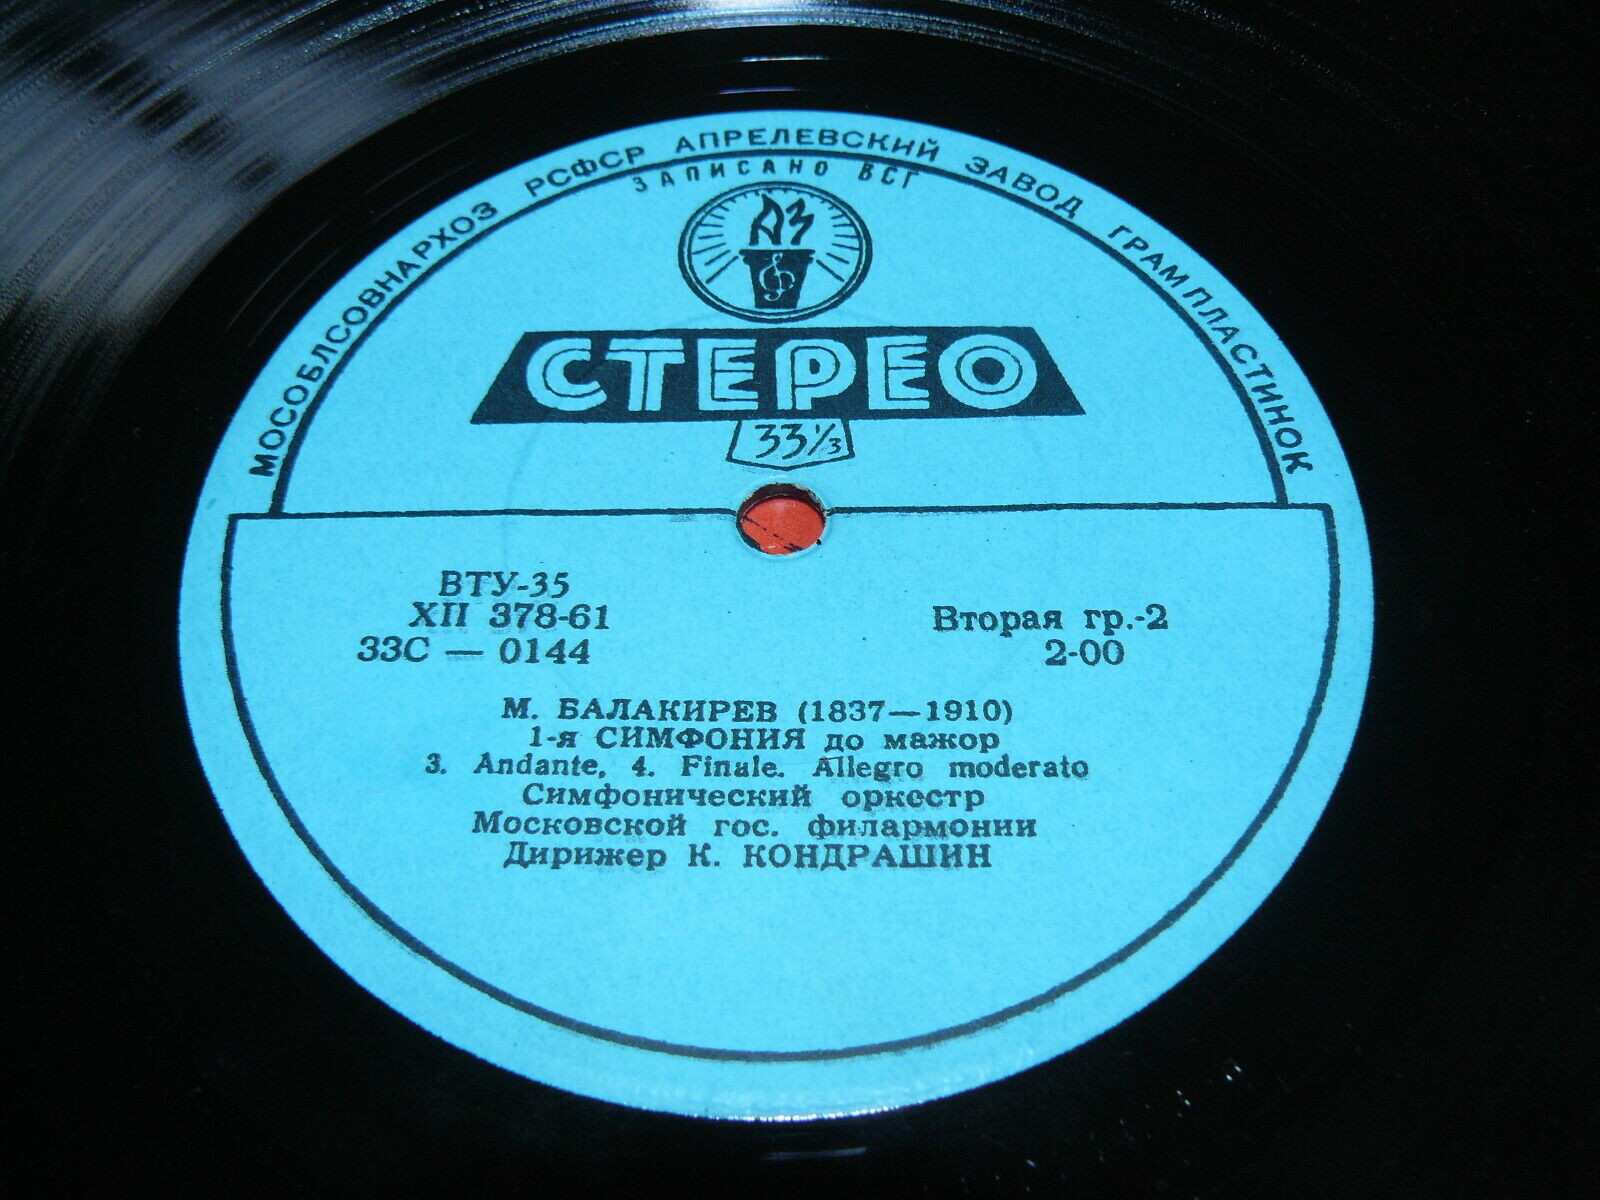 МОСОБЛСОВНАРХОЗ РСФСР АПРЕЛЕВСКИЙ ЗАВОД ГРАМПЛАСТИНОК
ЗАПИСАНО ВСГ
АЗ
СТЕРЕО
33⅓
ВТУ-35
ХП 378-61
33С — 0144
Вторая гр.-2
2-00
М. БАЛАКИРЕВ (1837—1910)
1-я СИМФОНИЯ до мажор
3. Andante, 4. Finale. Allegro moderato
Симфонический оркестр
Московской гос. филармонии
Дирижер К. КОНДРАШИН